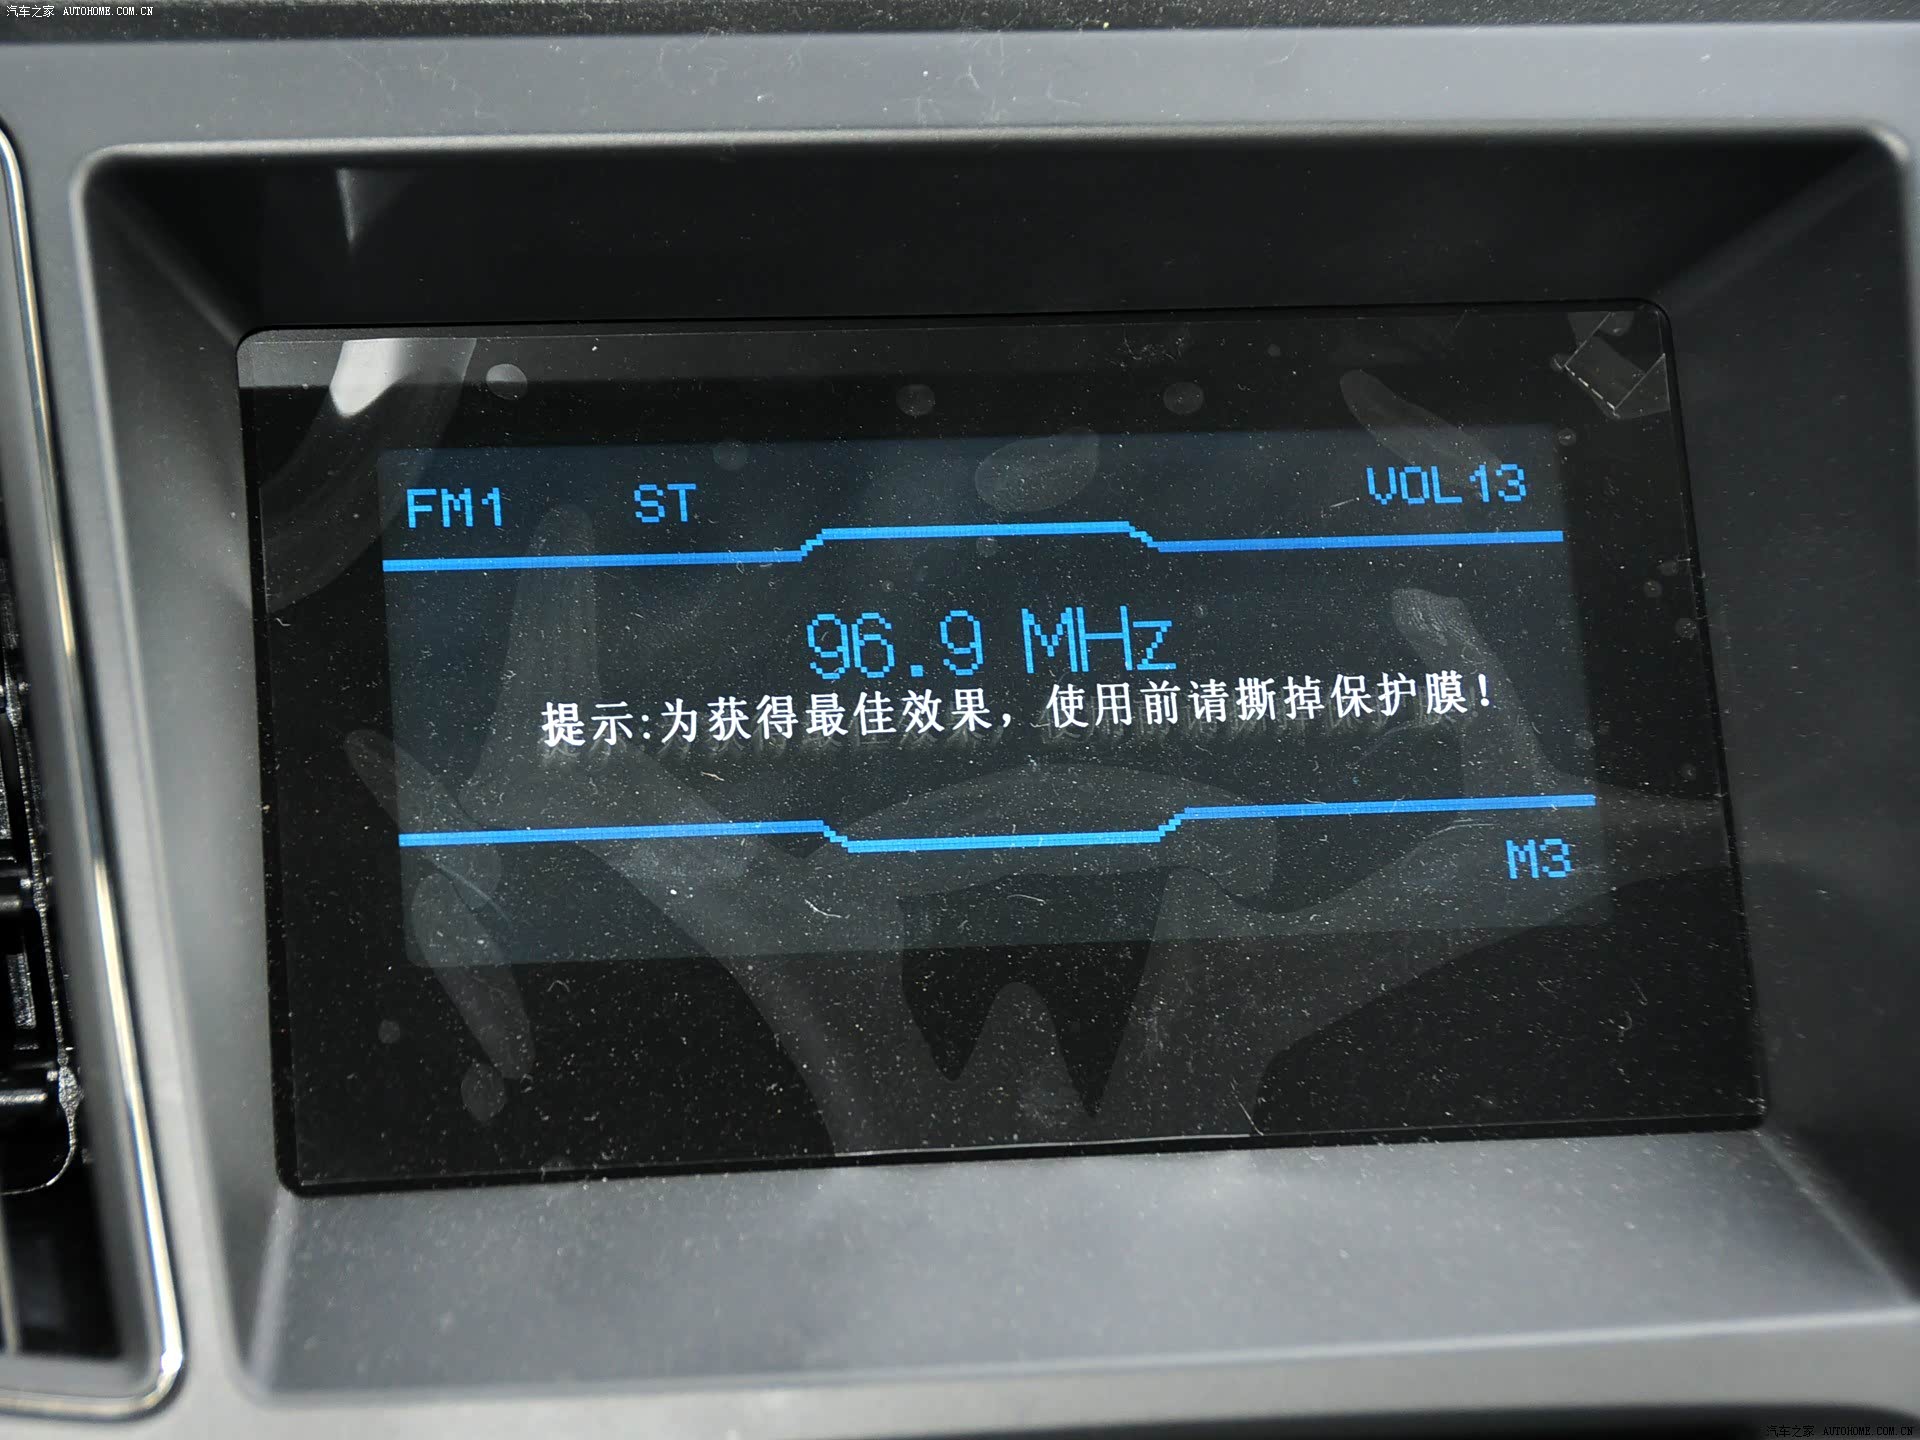 汽车之家 AUTOHOME.COM.CN
FM1 ST VOL13
96.9 MHz
提示:为获得最佳效果，使用前请撕掉保护膜！
M3
汽车之家 AUTOHOME.COM.CN